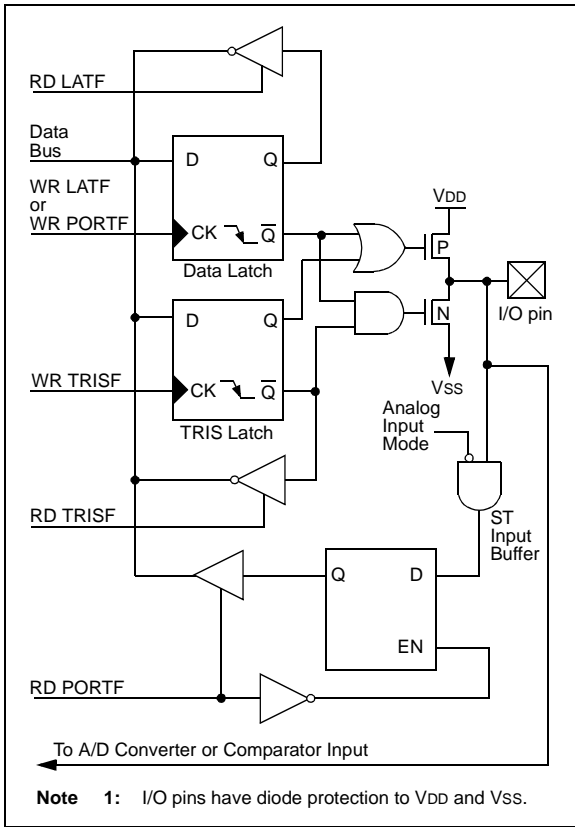 RD LATF
Data
Bus
D Q
WR LATF
or
WR PORTF
CK Q
Data Latch
VDD
P
I/O pin
D Q
N
WR TRISF
CK Q
TRIS Latch
VSS
Analog
Input
Mode
RD TRISF
ST
Input
Buffer
Q D
EN
RD PORTF
To A/D Converter or Comparator Input
Note 1: I/O pins have diode protection to VDD and VSS.